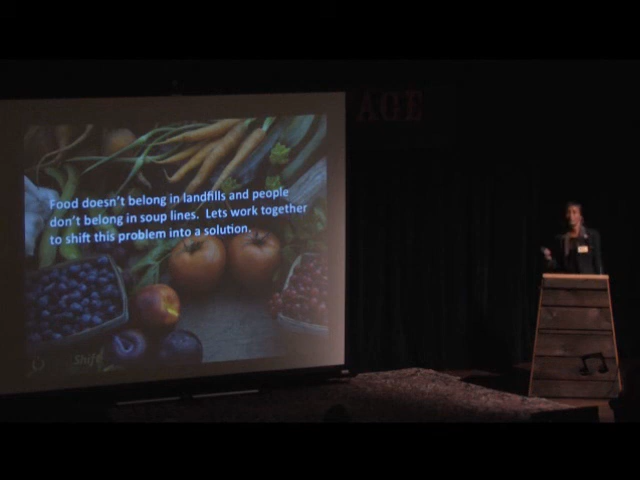 AGE
Food doesn't belong in landfills and people
don't belong in soup lines. Lets work together
to shift this problem into a solution.
Shift